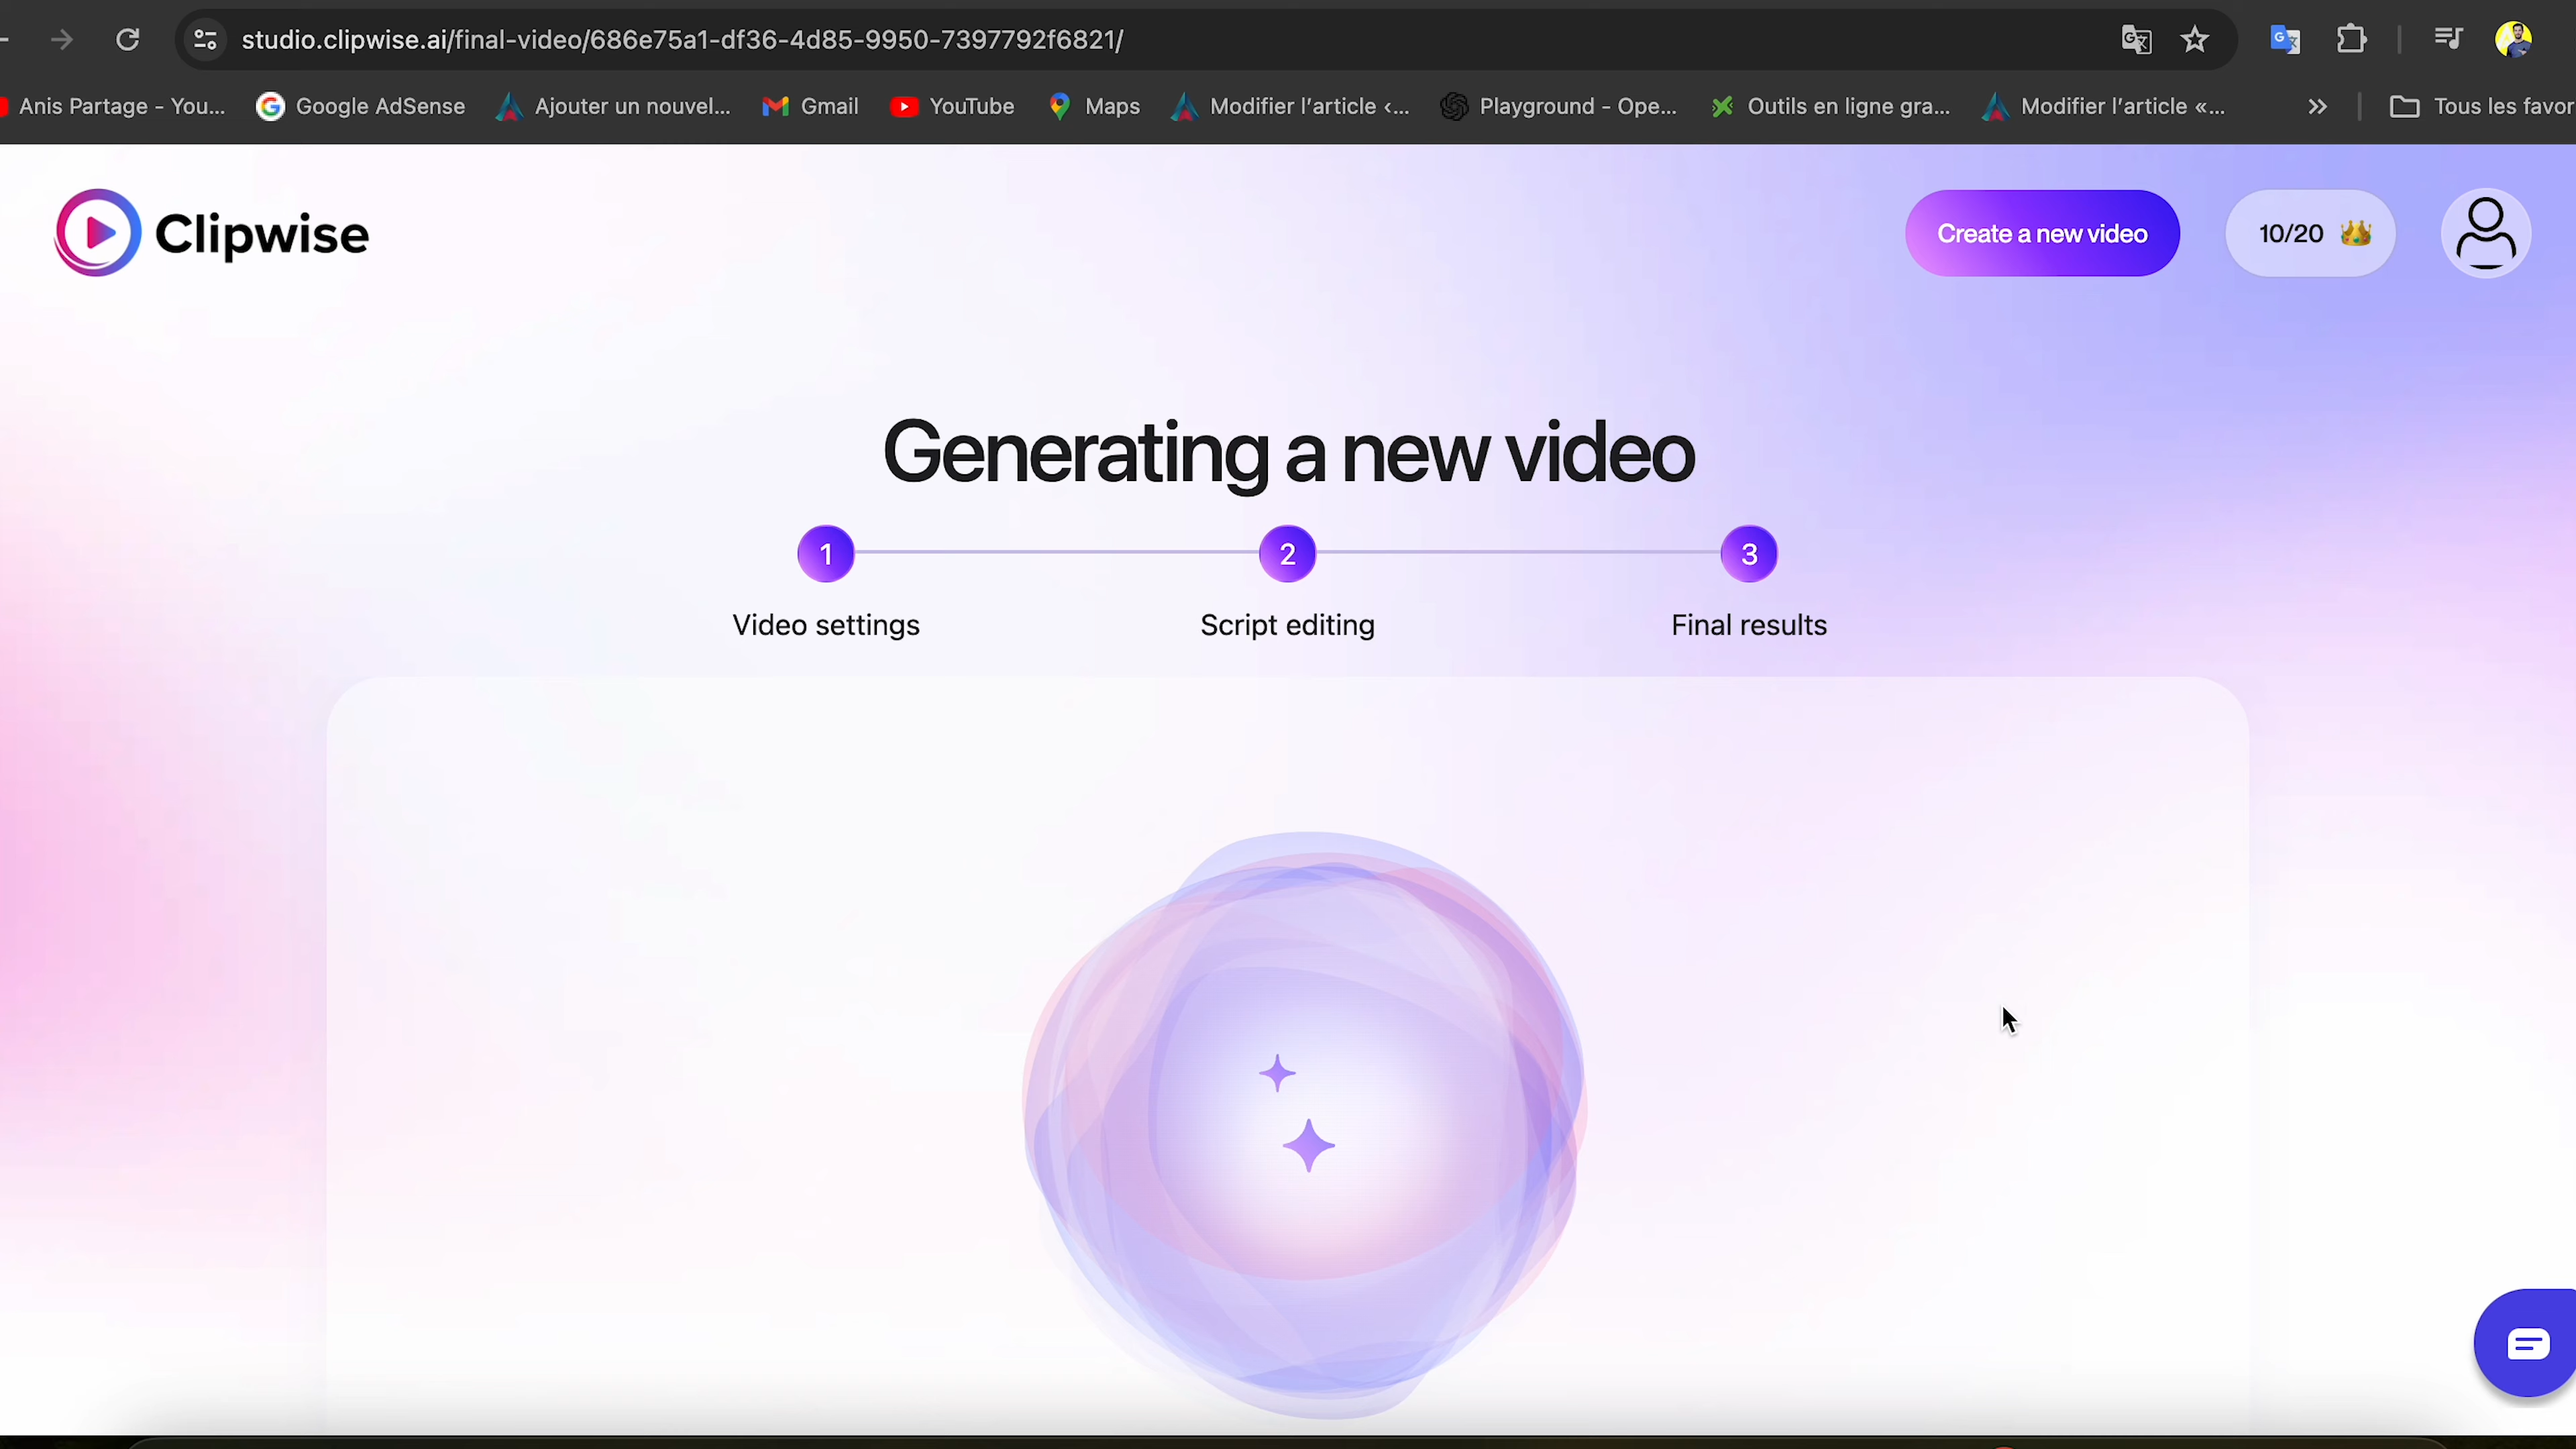 studio.clipwise.ai/final-video/686e75a1-df36-4d85-9950-7397792f6821/
Anis Partage - You... Google AdSense Ajouter un nouvel... Gmail YouTube Maps Modifier l'article ‹... Playground - Ope... Outils en ligne gra... Modifier l'article «... » Tous les favor
Clipwise
Create a new video
10/20
Generating a new video
1 2 3
Video settings Script editing Final results